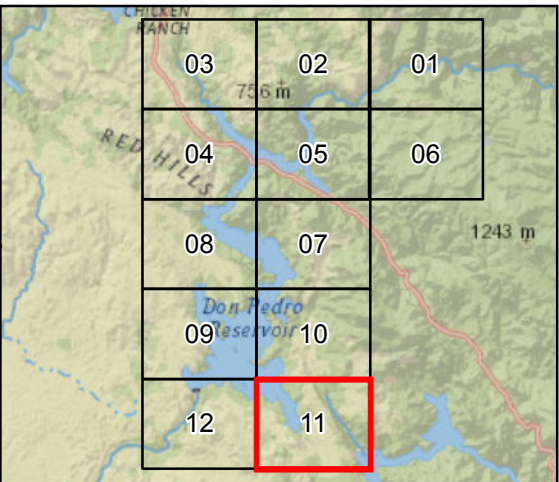 CHICKEN
RANCH
03 02 01
756 m
RED HILLS
04 05 06
08 07
1243 m
Don Pedro
Reservoir
09 10
12 11